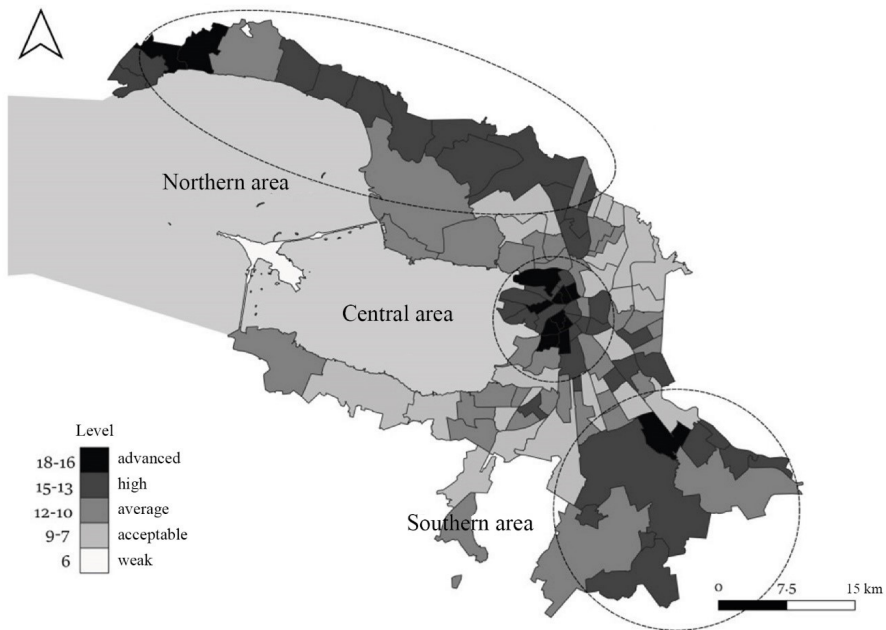 Northern area
Central area
Southern area
Level
18-16 advanced
15-13 high
12-10 average
9-7 acceptable
6 weak
0 7.5 15 km